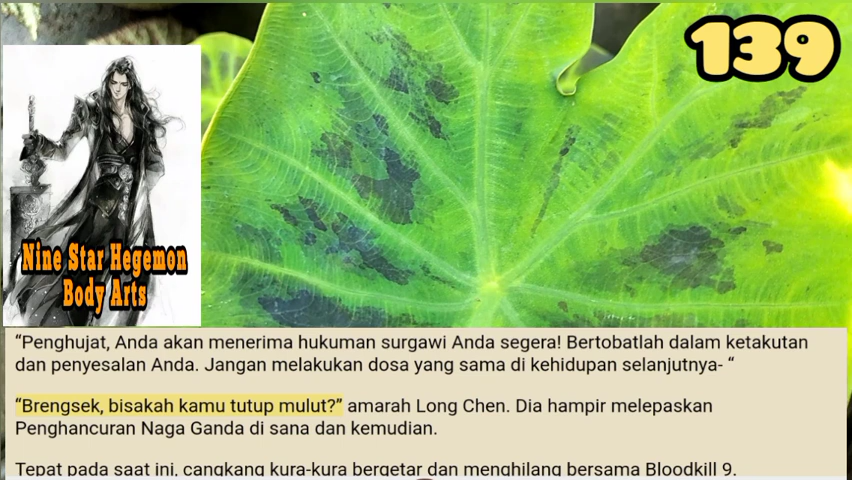 139
Nine Star Hegemon
Body Arts
“Penghujat, Anda akan menerima hukuman surgawi Anda segera! Bertobatlah dalam ketakutan
dan penyesalan Anda. Jangan melakukan dosa yang sama di kehidupan selanjutnya- “
“Brengsek, bisakah kamu tutup mulut?” amarah Long Chen. Dia hampir melepaskan
Penghancuran Naga Ganda di sana dan kemudian.
Tepat pada saat ini, cangkang kura-kura bergetar dan menghilang bersama Bloodkill 9.